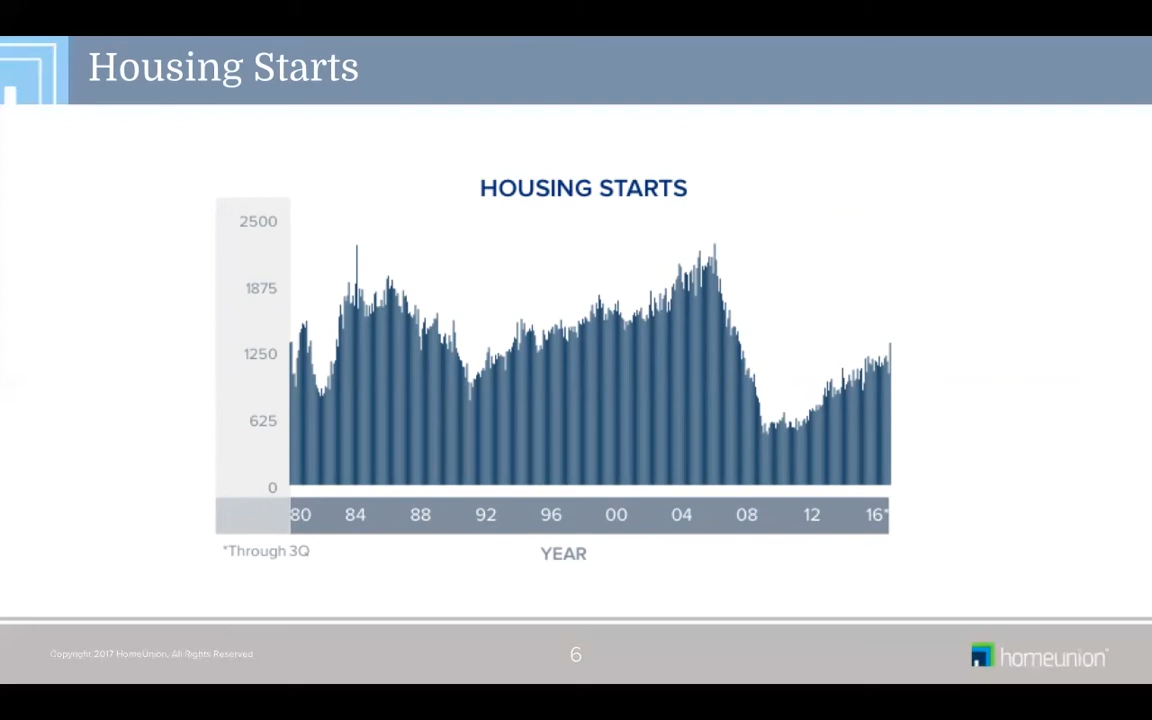 Housing Starts
HOUSING STARTS
2500
1875
1250
625
0
80 84 88 92 96 00 04 08 12 16*
*Through 3Q
YEAR
Copyright 2017 HomeUnion, All Rights Reserved
6
homeunion®